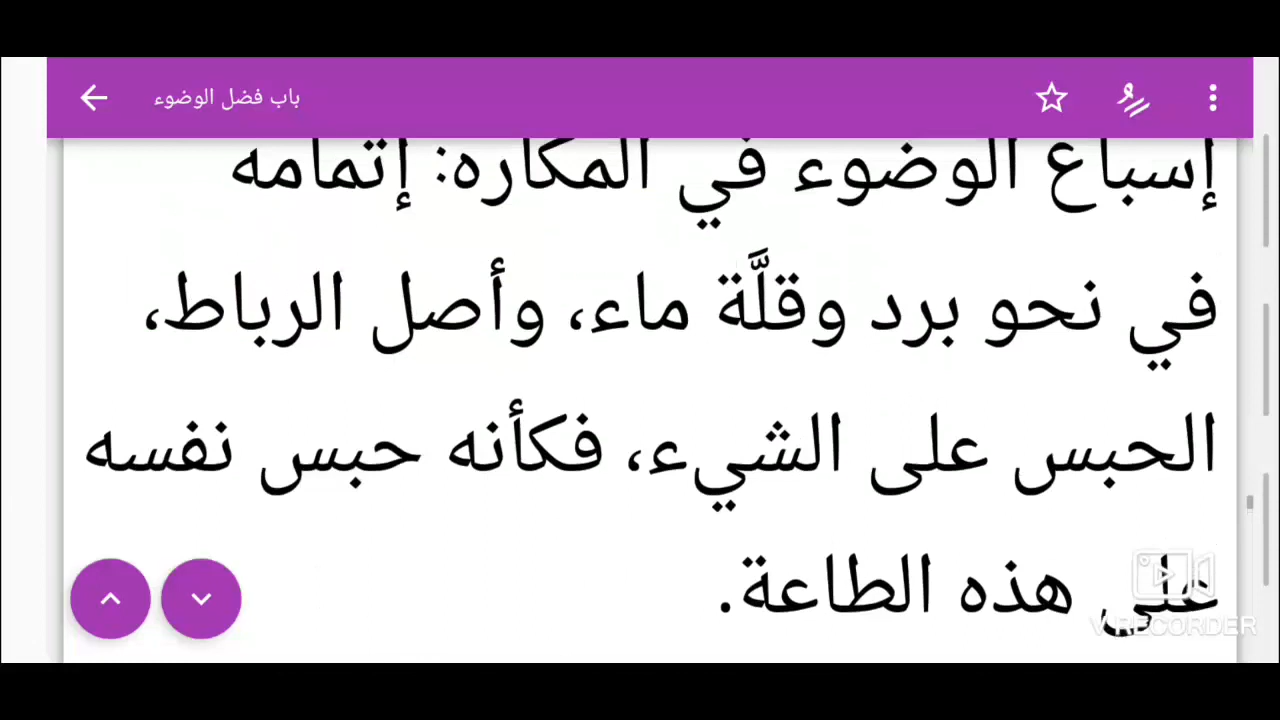 باب فضل الوضوء
إسباغ الوضوء في المكاره: إتمامه
في نحو برد وقلَّة ماء، وأصل الرباط،
الحبس على الشيء، فكأنه حبس نفسه
على هذه الطاعة.
V RECORDER